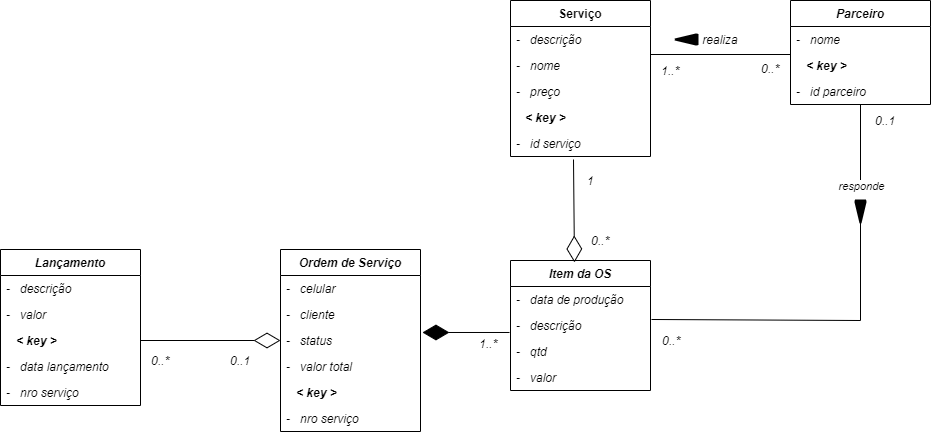 Serviço
- descrição
- nome
- preço
< key >
- id serviço
realiza
1..*
0..*
Parceiro
- nome
< key >
- id parceiro
0..1
responde
1
0..*
Lançamento
- descrição
- valor
< key >
- data lançamento
- nro serviço
0..*
0..1
Ordem de Serviço
- celular
- cliente
- status
- valor total
< key >
- nro serviço
1..*
Item da OS
- data de produção
- descrição
- qtd
- valor
0..*